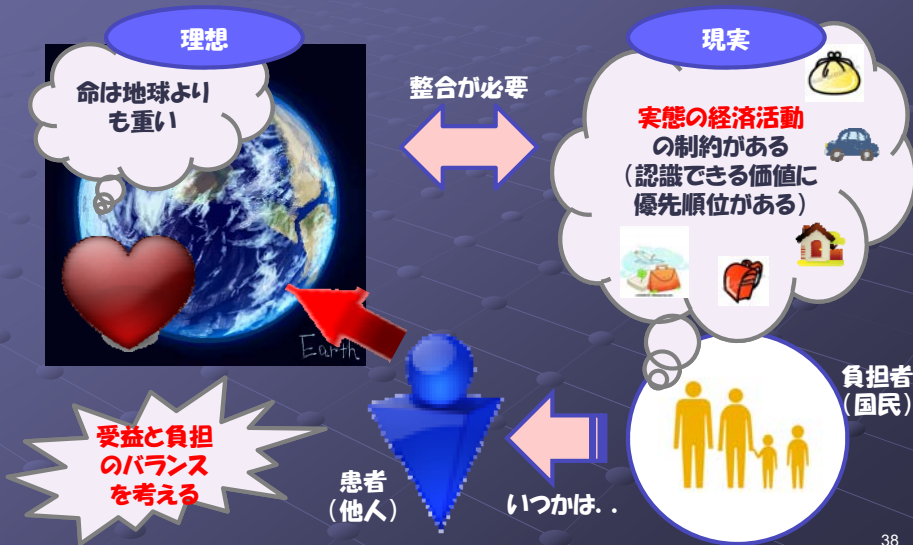 理想
命は地球より
も重い
Earth
整合が必要
現実
実態の経済活動
の制約がある
（認識できる価値に
優先順位がある）
負担者
（国民）
いつかは．．
患者
（他人）
受益と負担
のバランス
を考える
38